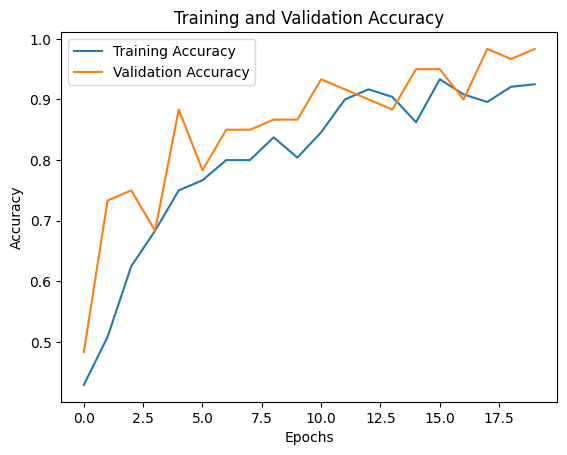 Training and Validation Accuracy
Training Accuracy
Validation Accuracy
Accuracy
1.0
0.9
0.8
0.7
0.6
0.5
0.0 2.5 5.0 7.5 10.0 12.5 15.0 17.5
Epochs